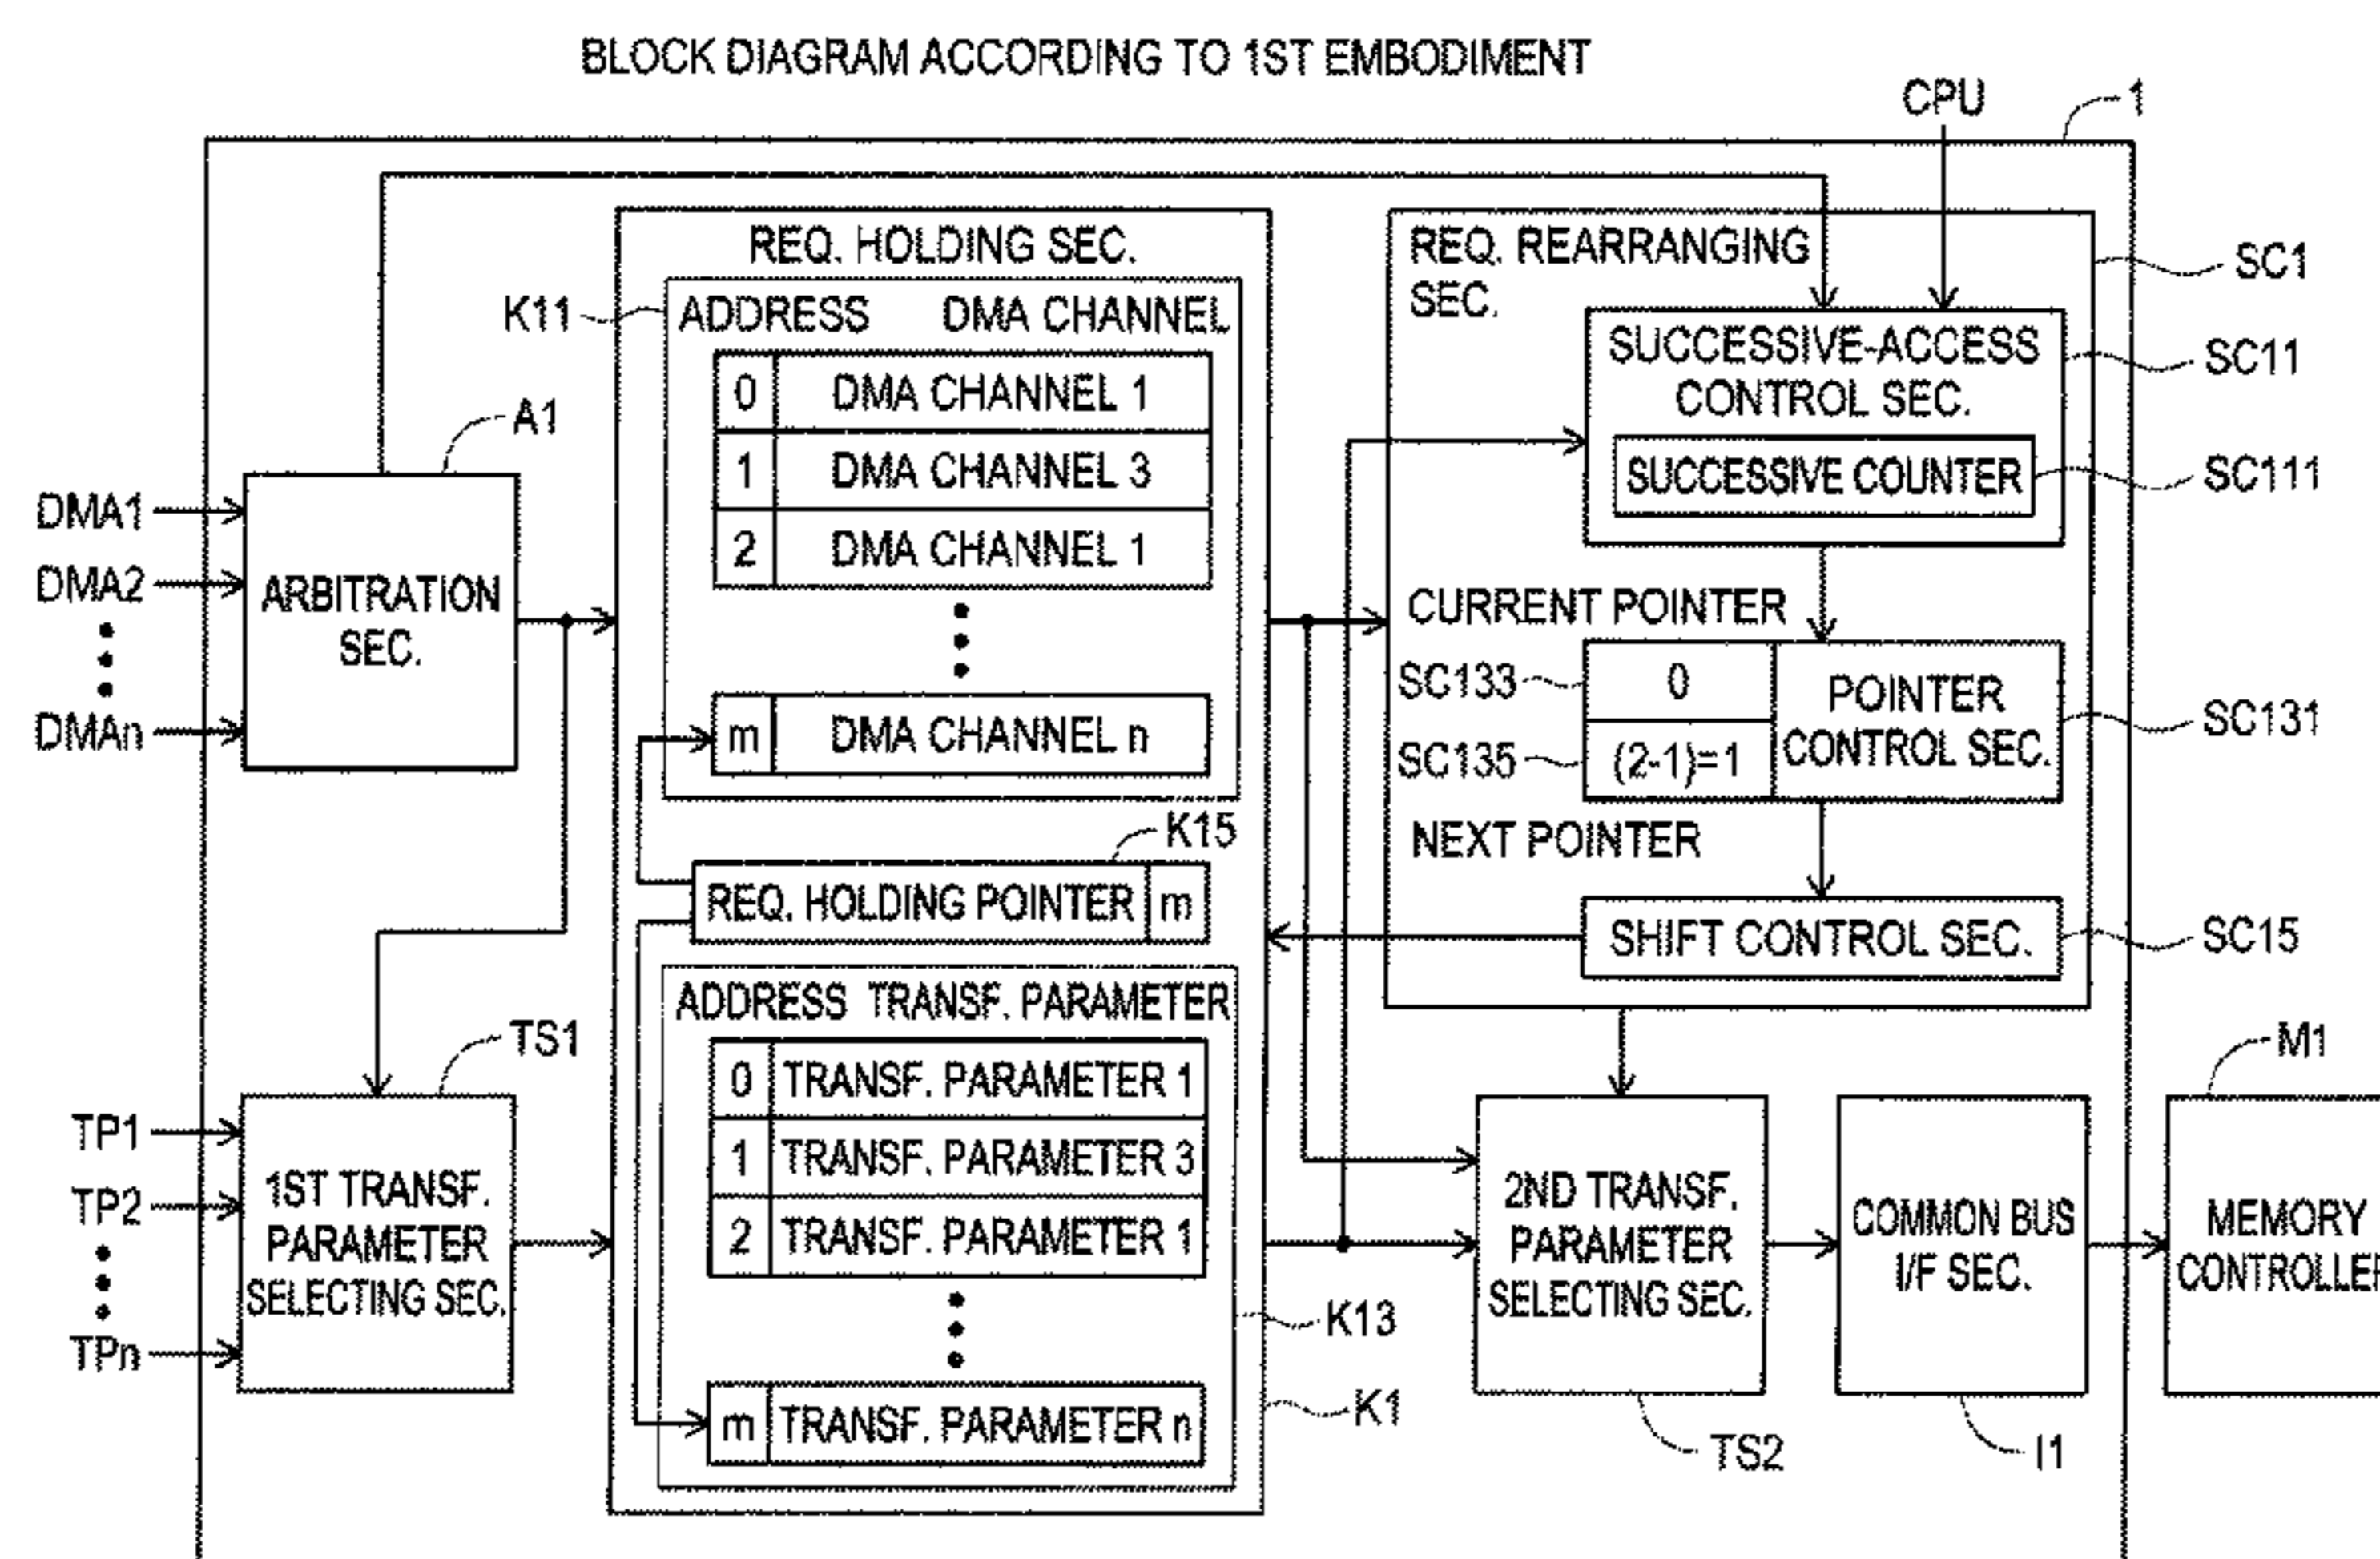 BLOCK DIAGRAM ACCORDING TO 1ST EMBODIMENT
CPU
1
REQ. HOLDING SEC.
K11
ADDRESS DMA CHANNEL
0 DMA CHANNEL 1
1 DMA CHANNEL 3
2 DMA CHANNEL 1
m DMA CHANNEL n
K15
REQ. HOLDING POINTER m
ADDRESS TRANSF. PARAMETER
0 TRANSF. PARAMETER 1
1 TRANSF. PARAMETER 3
2 TRANSF. PARAMETER 1
m TRANSF. PARAMETER n
K13
K1
A1
DMA1
DMA2
DMAn
ARBITRATION
SEC.
TS1
TP1
TP2
TPn
1ST TRANSF.
PARAMETER
SELECTING SEC.
REQ. REARRANGING
SEC.
SC1
SUCCESSIVE-ACCESS
CONTROL SEC.
SC11
SUCCESSIVE COUNTER
SC111
CURRENT POINTER
SC133
0
SC135
(2-1)=1
POINTER
CONTROL SEC.
SC131
NEXT POINTER
SHIFT CONTROL SEC.
SC15
2ND TRANSF.
PARAMETER
SELECTING SEC.
TS2
COMMON BUS
I/F SEC.
I1
M1
MEMORY
CONTROLLER